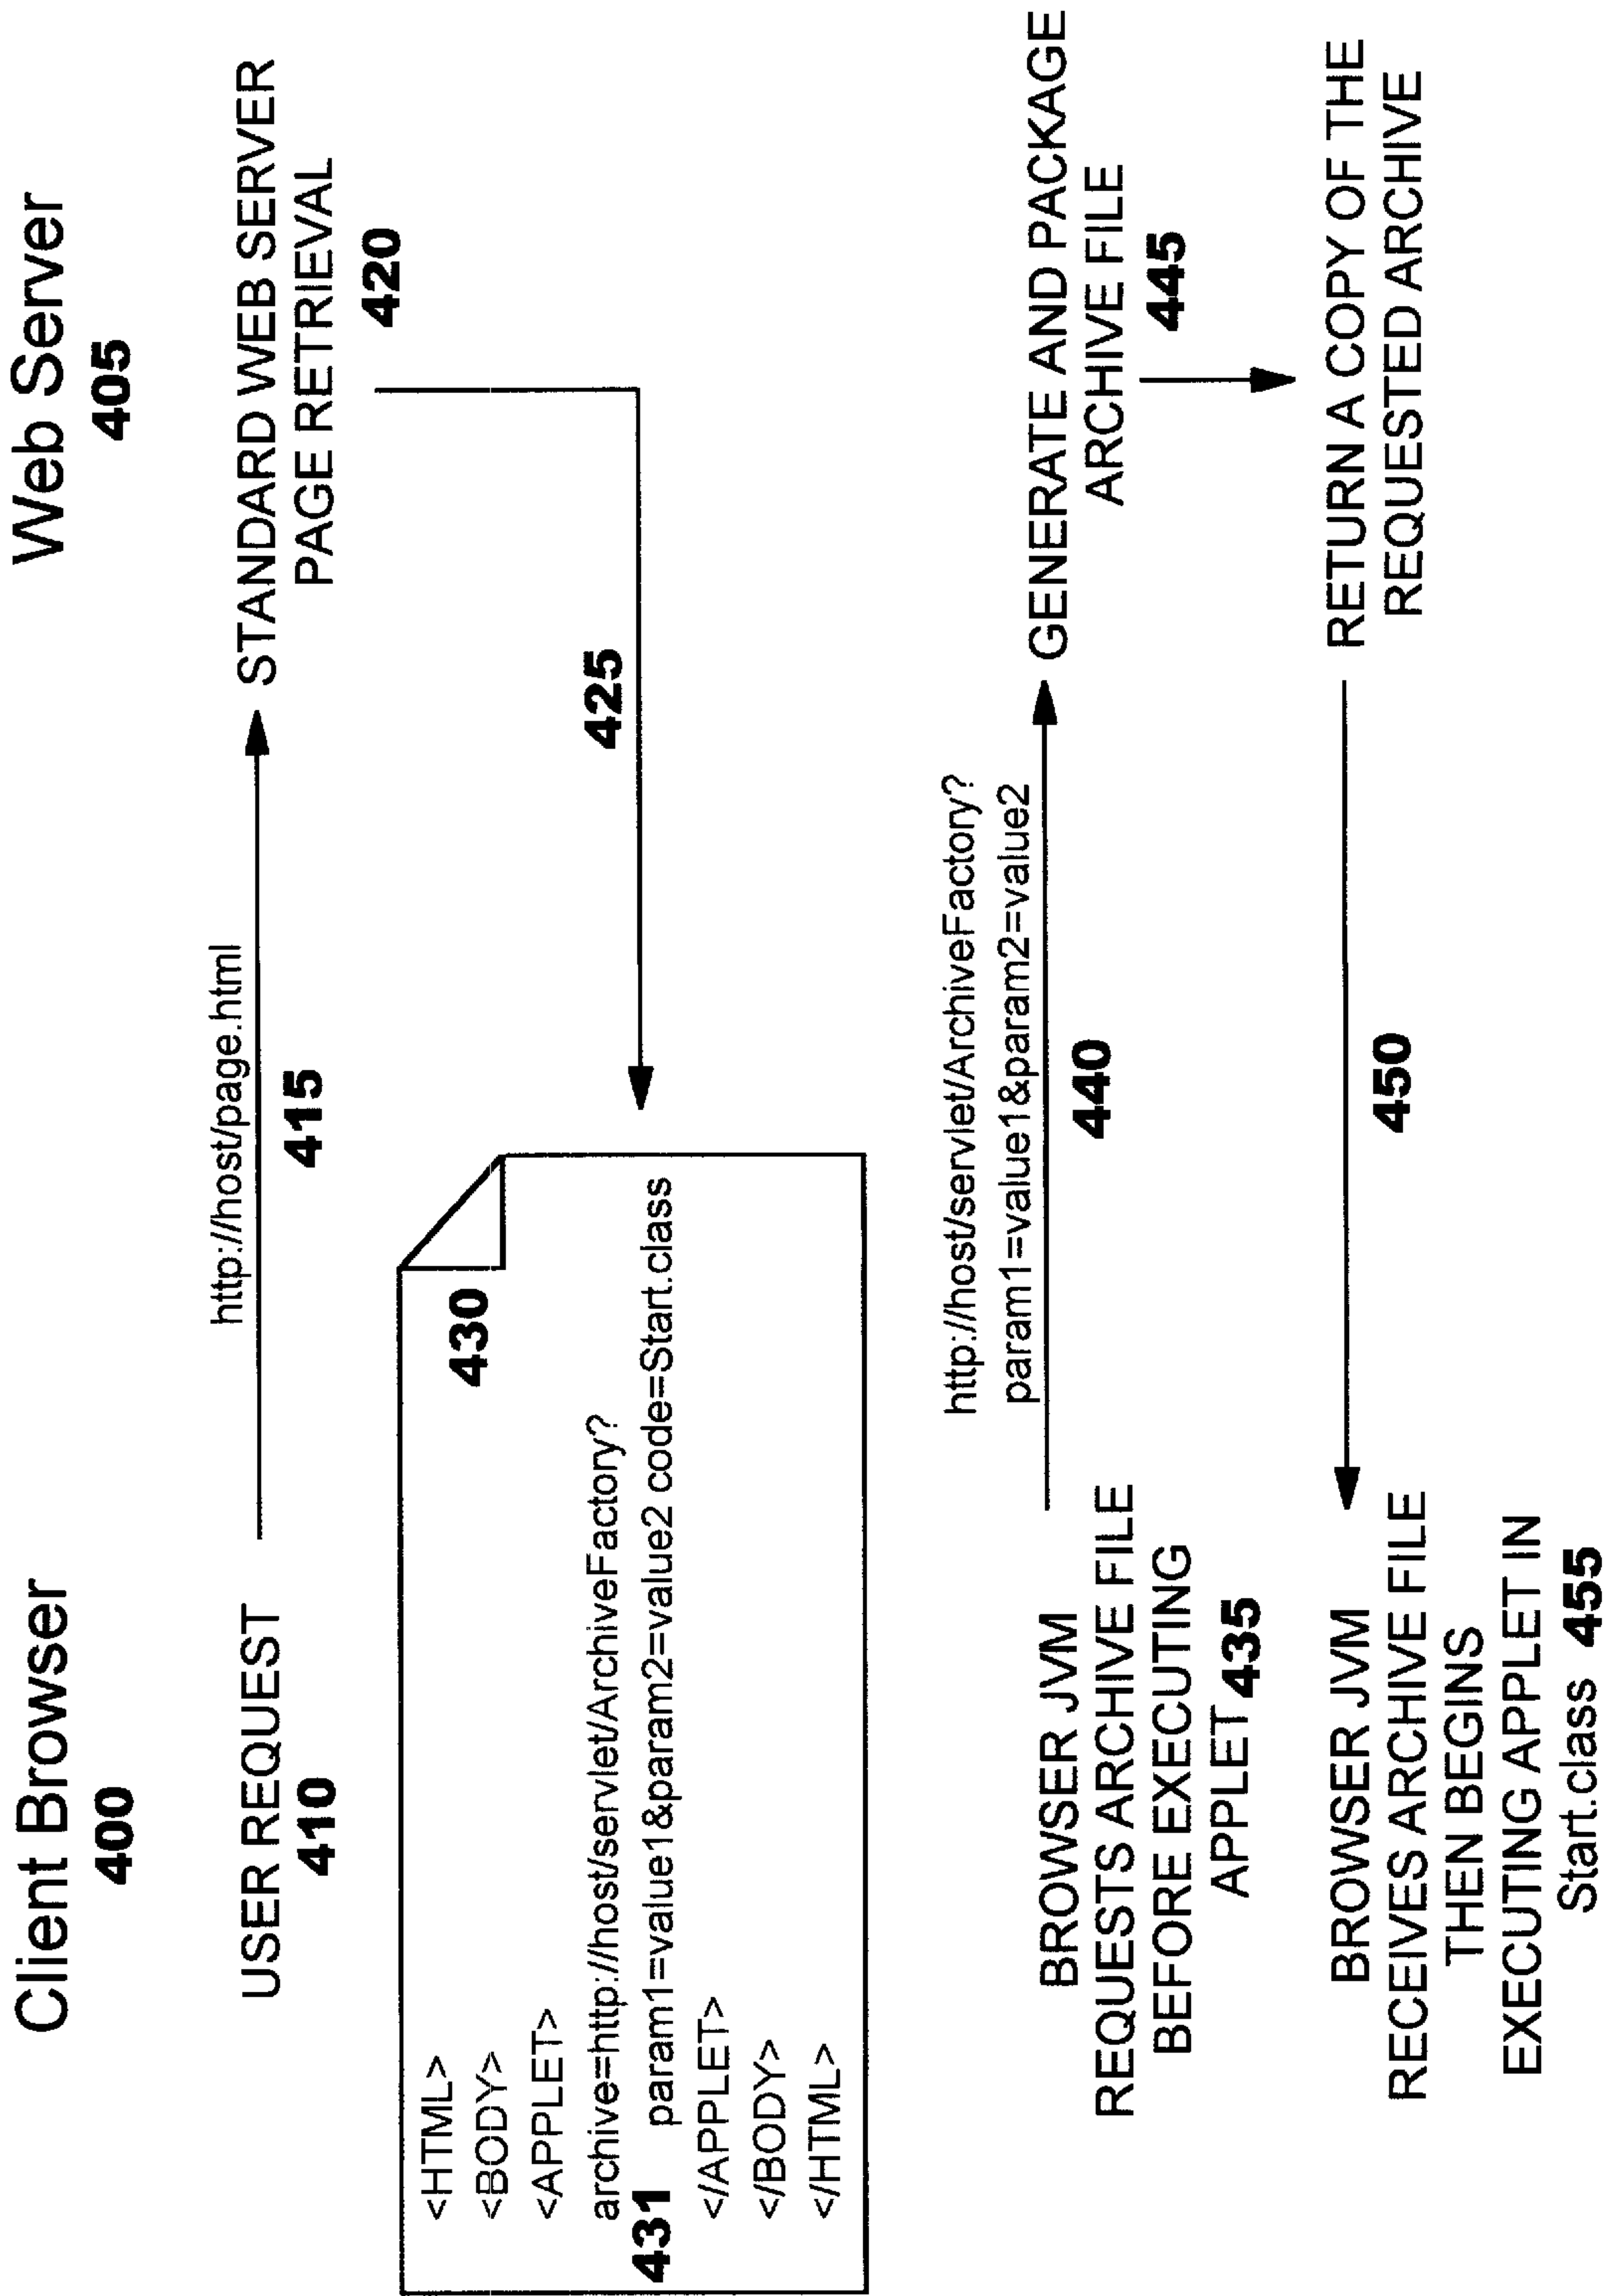 Client Browser
400
Web Server
405
USER REQUEST
410
http://host/page.html
415
STANDARD WEB SERVER
PAGE RETRIEVAL
420
425
430
<HTML>
<BODY>
<APPLET>
archive=http://host/servlet/ArchiveFactory?
431 param1=value1&param2=value2 code=Start.class
</APPLET>
</BODY>
</HTML>
BROWSER JVM
REQUESTS ARCHIVE FILE
BEFORE EXECUTING
APPLET 435
http://host/servlet/ArchiveFactory?
param1=value1&param2=value2
440
GENERATE AND PACKAGE
ARCHIVE FILE
445
RETURN A COPY OF THE
REQUESTED ARCHIVE
450
BROWSER JVM
RECEIVES ARCHIVE FILE
THEN BEGINS
EXECUTING APPLET IN
Start.class 455